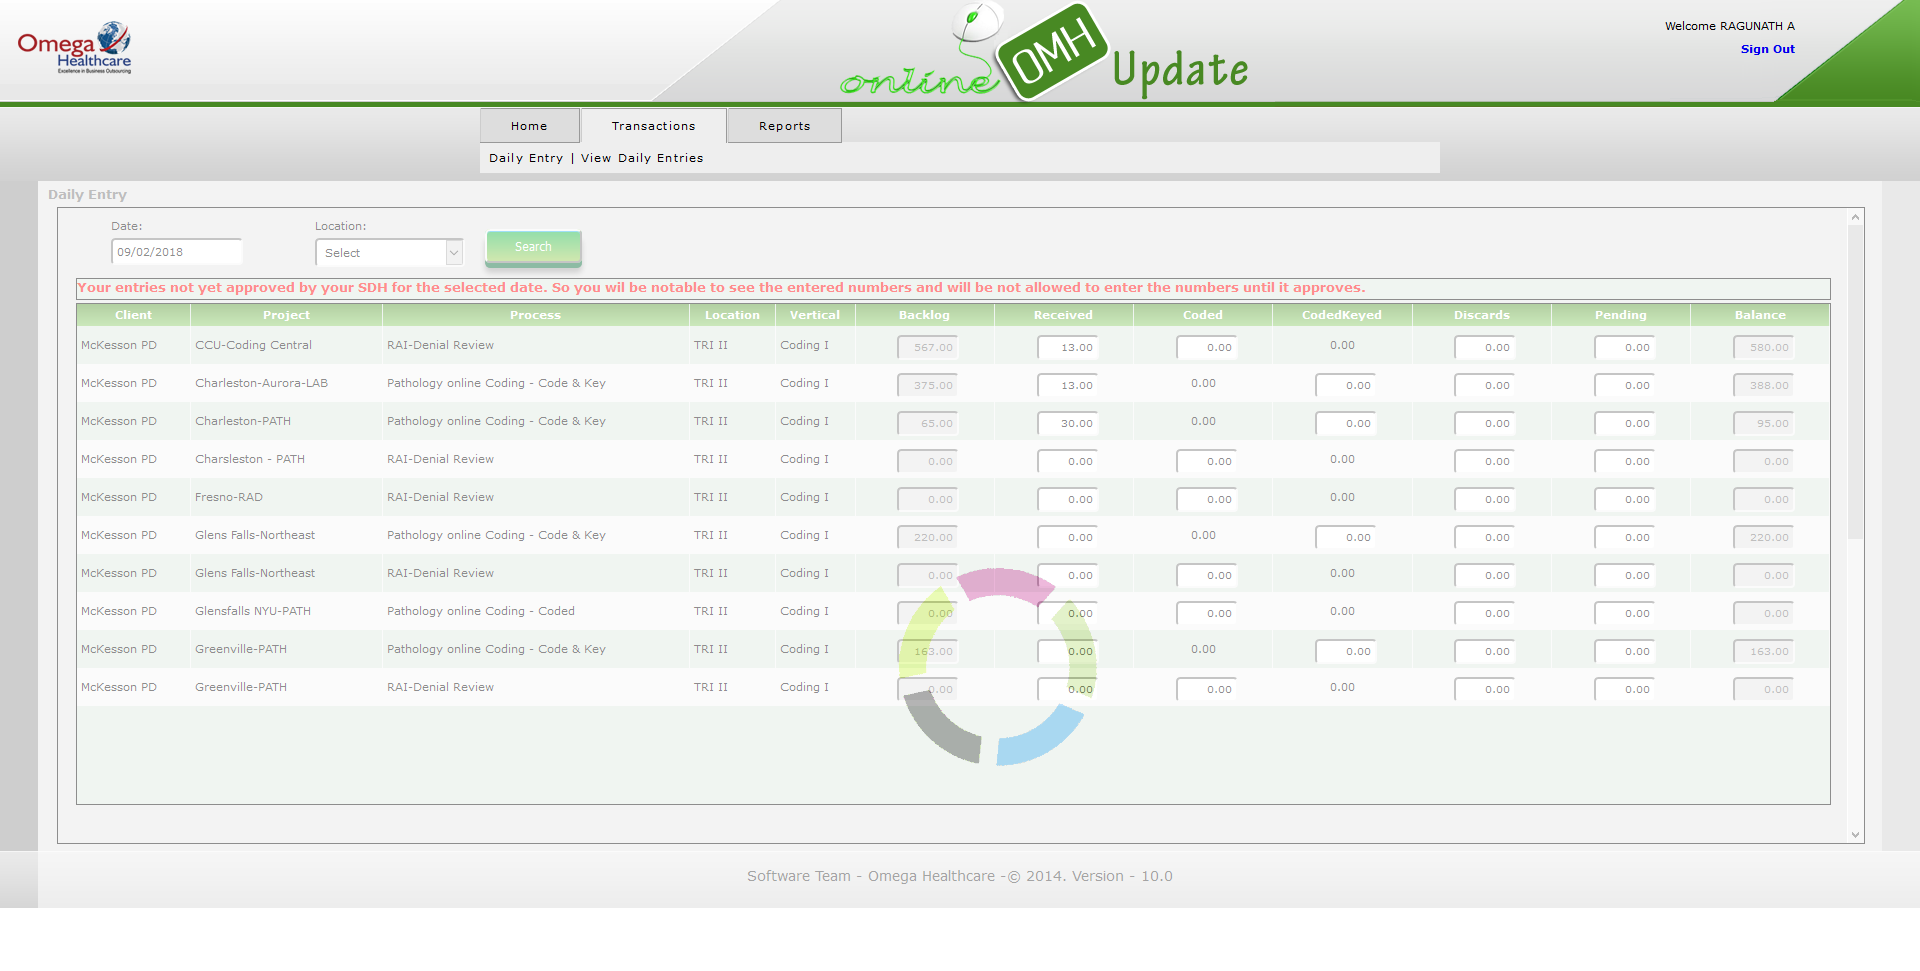 Omega
Healthcare
Excellence in Business Outsourcing
online OMH Update
Welcome RAGUNATH A
Sign Out
Home Transactions Reports
Daily Entry | View Daily Entries
Daily Entry
Date: Location:
09/02/2018 Select Search
Your entries not yet approved by your SDH for the selected date. So you wil be notable to see the entered numbers and will be not allowed to enter the numbers until it approves.
Client Project Process Location Vertical Backlog Received Coded CodedKeyed Discards Pending Balance
McKesson PD CCU-Coding Central RAI-Denial Review TRI II Coding I 567.00 13.00 0.00 0.00 0.00 0.00 580.00
McKesson PD Charleston-Aurora-LAB Pathology online Coding - Code & Key TRI II Coding I 375.00 13.00 0.00 0.00 0.00 0.00 388.00
McKesson PD Charleston-PATH Pathology online Coding - Code & Key TRI II Coding I 65.00 30.00 0.00 0.00 0.00 0.00 95.00
McKesson PD Charsleston - PATH RAI-Denial Review TRI II Coding I 0.00 0.00 0.00 0.00 0.00 0.00 0.00
McKesson PD Fresno-RAD RAI-Denial Review TRI II Coding I 0.00 0.00 0.00 0.00 0.00 0.00 0.00
McKesson PD Glens Falls-Northeast Pathology online Coding - Code & Key TRI II Coding I 220.00 0.00 0.00 0.00 0.00 0.00 220.00
McKesson PD Glens Falls-Northeast RAI-Denial Review TRI II Coding I 0.00 0.00 0.00 0.00 0.00 0.00 0.00
McKesson PD Glensfalls NYU-PATH Pathology online Coding - Coded TRI II Coding I 0.00 0.00 0.00 0.00 0.00 0.00 0.00
McKesson PD Greenville-PATH Pathology online Coding - Code & Key TRI II Coding I 163.00 0.00 0.00 0.00 0.00 0.00 163.00
McKesson PD Greenville-PATH RAI-Denial Review TRI II Coding I 0.00 0.00 0.00 0.00 0.00 0.00 0.00
Software Team - Omega Healthcare -© 2014. Version - 10.0